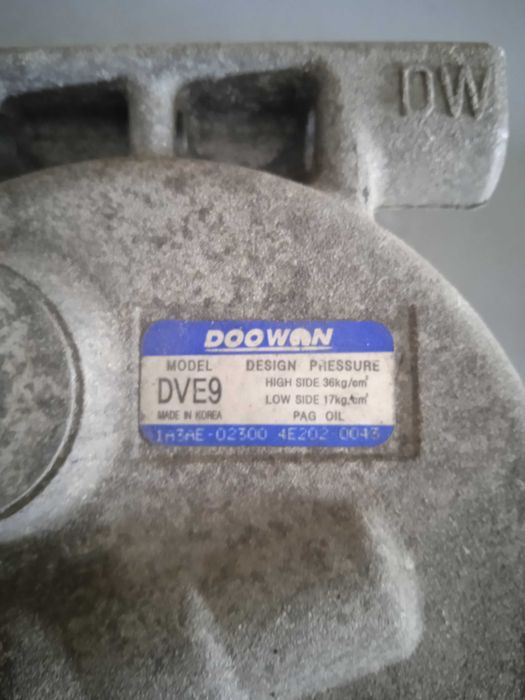 DW
DOOWON
MODEL DESIGN PRESSURE
DVE9 HIGH SIDE 36kg/cm²
LOW SIDE 17kg/cm²
MADE IN KOREA PAG OIL
1A3AE-02300 4E202-0043